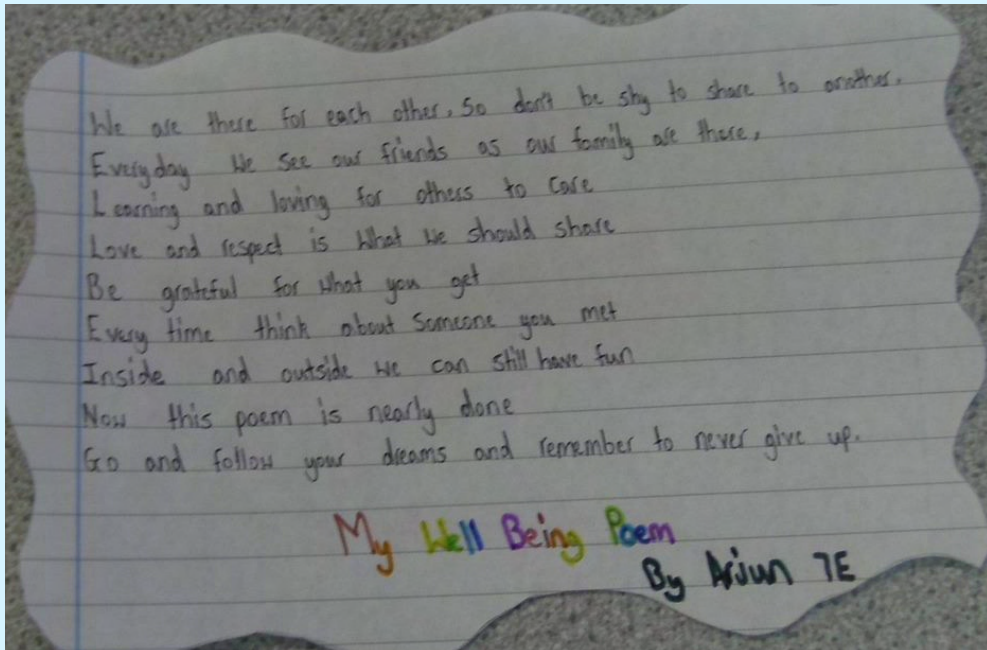 We are there for each other. So don't be shy to share to another.
Everyday We see our friends as our family are there,
Learning and loving for others to care
Love and respect is What We should share
Be grateful for What you get
Every time think about Someone you met
Inside and outside We can still have fun
Now this poem is nearly done
Go and follow your dreams and remember to never give up.
My Well Being Poem
By Arjun 7E